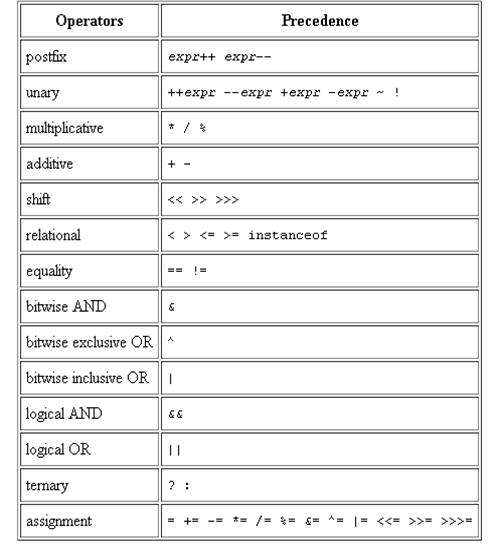 Operators Precedence
postfix expr++ expr--
unary ++expr --expr +expr -expr ~ !
multiplicative * / %
additive + -
shift << >> >>>
relational < > <= >= instanceof
equality == !=
bitwise AND &
bitwise exclusive OR ^
bitwise inclusive OR |
logical AND &&
logical OR ||
ternary ? :
assignment = += -= *= /= %= &= ^= |= <<= >>= >>>=